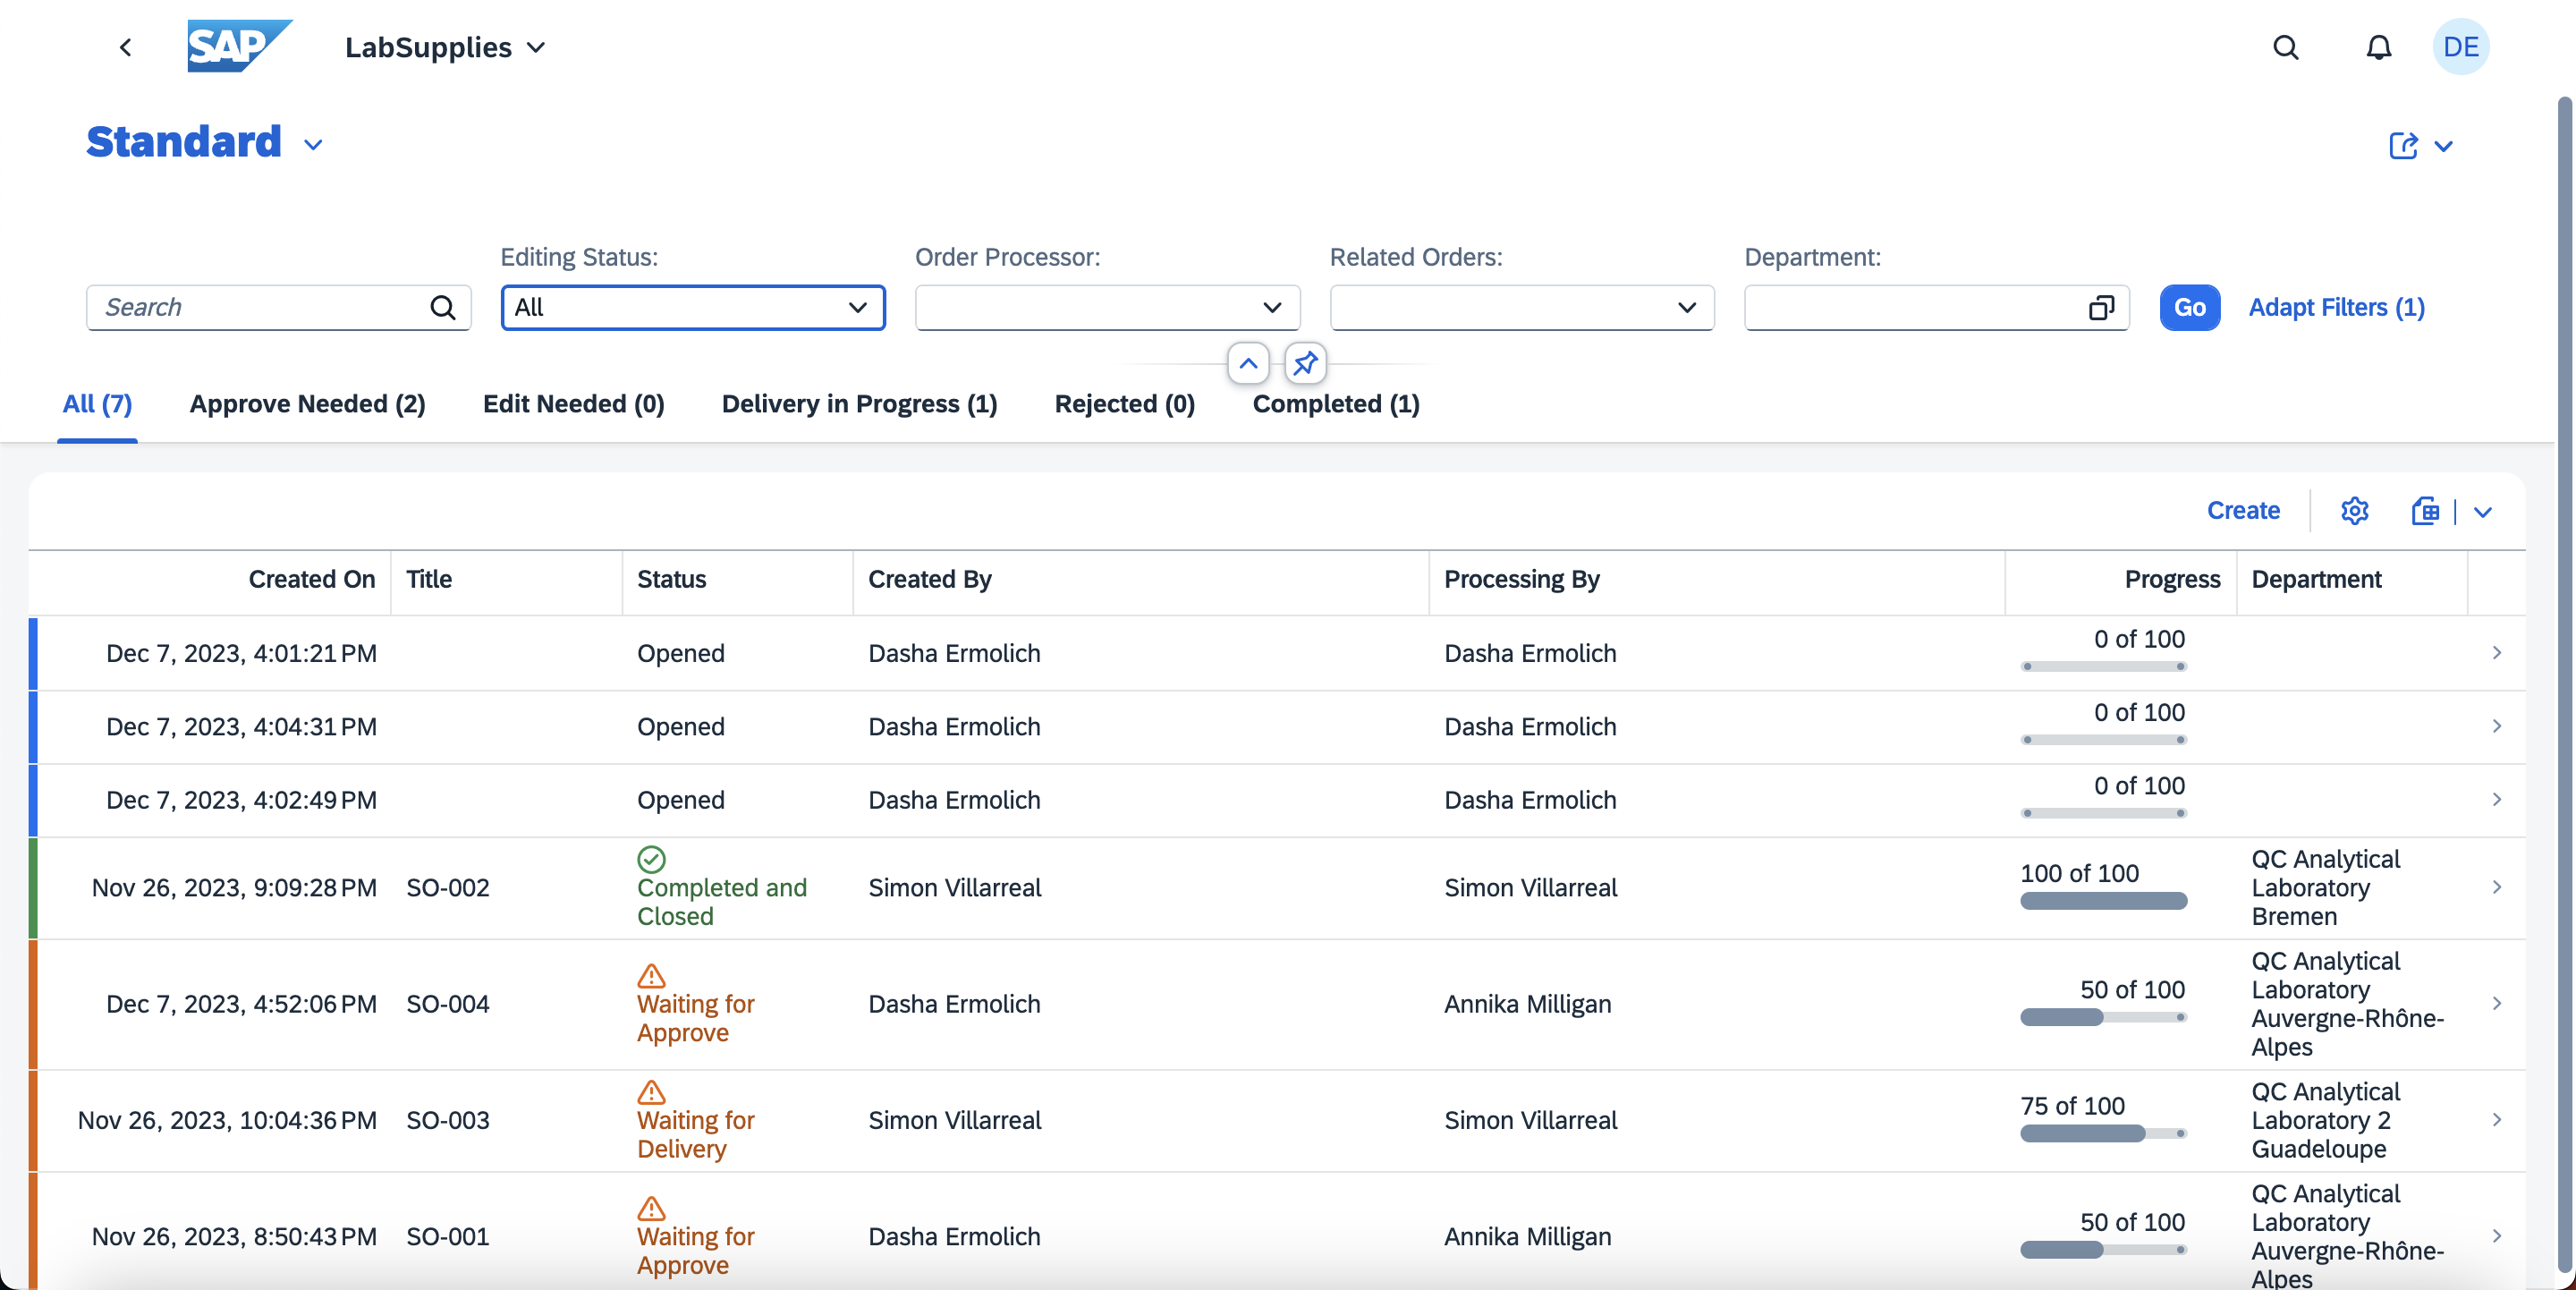 SAP LabSupplies DE
Standard
Editing Status: Order Processor: Related Orders: Department:
Search All Go Adapt Filters (1)
All (7) Approve Needed (2) Edit Needed (0) Delivery in Progress (1) Rejected (0) Completed (1)
Create
Created On Title Status Created By Processing By Progress Department
Dec 7, 2023, 4:01:21 PM Opened Dasha Ermolich Dasha Ermolich 0 of 100
Dec 7, 2023, 4:04:31 PM Opened Dasha Ermolich Dasha Ermolich 0 of 100
Dec 7, 2023, 4:02:49 PM Opened Dasha Ermolich Dasha Ermolich 0 of 100
Nov 26, 2023, 9:09:28 PM SO-002 Completed and
Closed Simon Villarreal Simon Villarreal 100 of 100 QC Analytical
Laboratory
Bremen
Dec 7, 2023, 4:52:06 PM SO-004 Waiting for
Approve Dasha Ermolich Annika Milligan 50 of 100 QC Analytical
Laboratory
Auvergne-Rhône-
Alpes
Nov 26, 2023, 10:04:36 PM SO-003 Waiting for
Delivery Simon Villarreal Simon Villarreal 75 of 100 QC Analytical
Laboratory 2
Guadeloupe
Nov 26, 2023, 8:50:43 PM SO-001 Waiting for
Approve Dasha Ermolich Annika Milligan 50 of 100 QC Analytical
Laboratory
Auvergne-Rhône-
Alpes